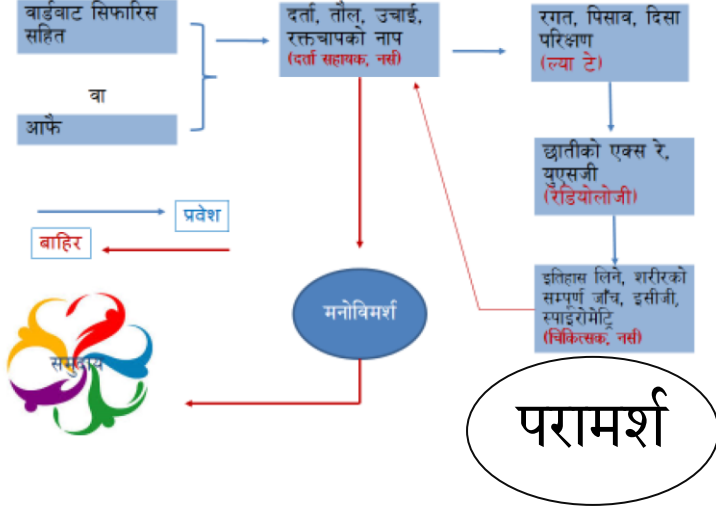 वार्डबाट सिफारिस
सहित
वा
आफै
दर्ता, तौल, उचाई,
रक्तचापको नाप
(दर्ता सहायक, नर्स)
रगत, पिसाव, दिसा
परिक्षण
(ल्या टे)
छातीको एक्स रे,
युएसजी
(रेडियोलोजी)
इतिहास लिने, शरीरको
सम्पूर्ण जाँच, इसीजी,
स्पाइरोमेट्रि
(चिकित्सक, नर्स)
प्रवेश
बाहिर
मनोविमर्श
समुदाय
परामर्श